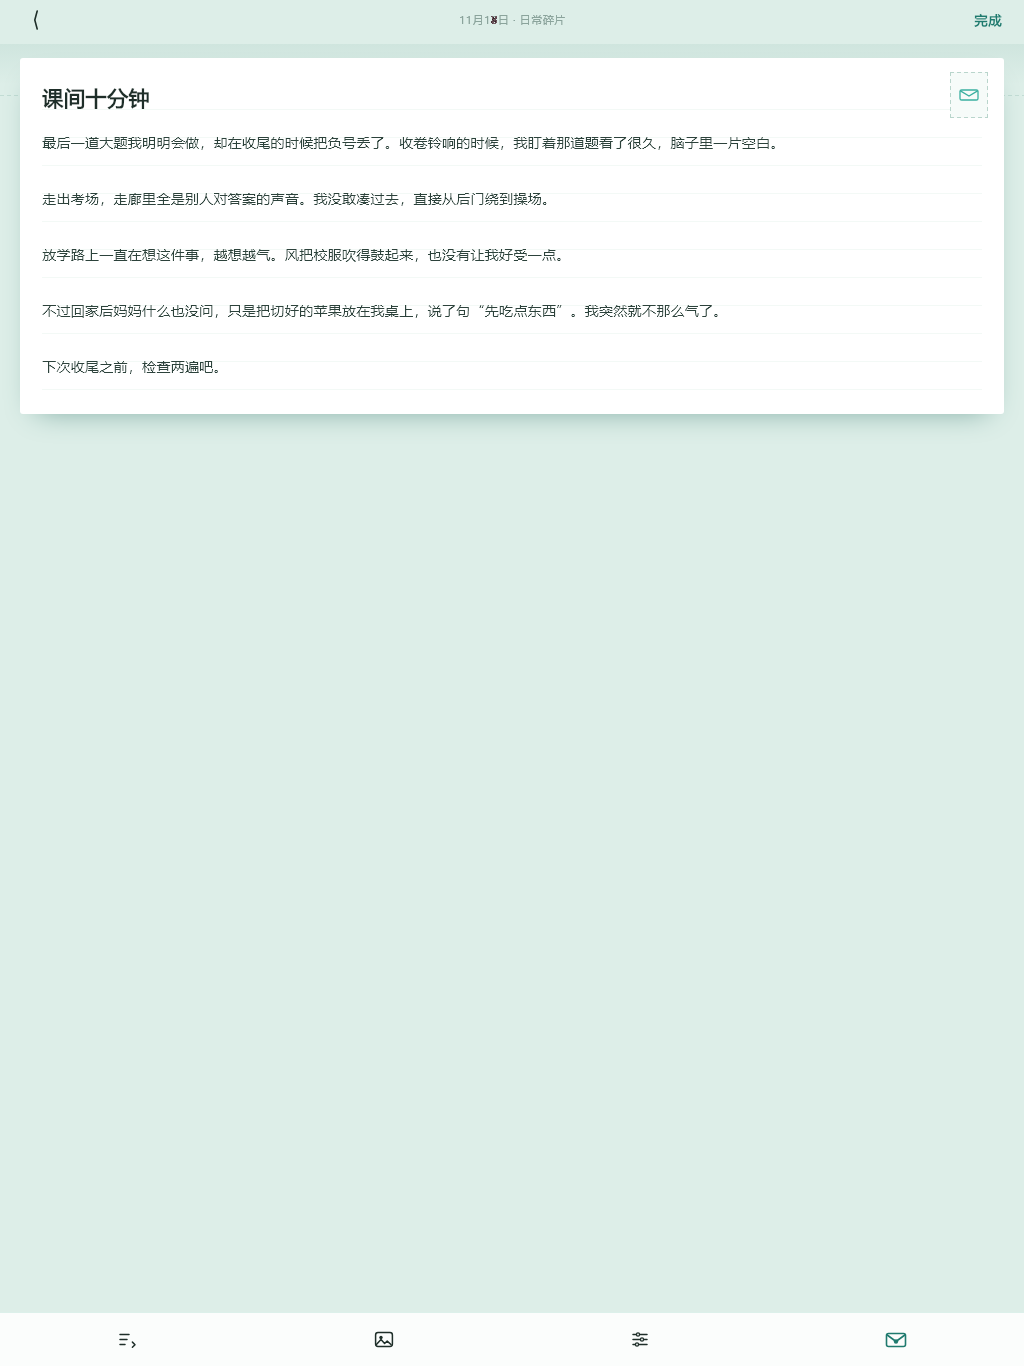 日 · 日常碎片
完成
课间十分钟
最后一道大题我明明会做，却在收尾的时候把负号丢了。收卷铃响的时候，我盯着那道题看了很久，脑子里一片空白。
走出考场，走廊里全是别人对答案的声音。我没敢凑过去，直接从后门绕到操场。
放学路上一直在想这件事，越想越气。风把校服吹得鼓起来，也没有让我好受一点。
不过回家后妈妈什么也没问，只是把切好的苹果放在我桌上，说了句“先吃点东西”。我突然就不那么气了。
下次收尾之前，检查两遍吧。